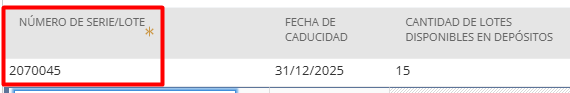 NÚMERO DE SERIE/LOTE *
FECHA DE
CADUCIDAD
CANTIDAD DE LOTES
DISPONIBLES EN DEPÓSITOS
2070045
31/12/2025
15